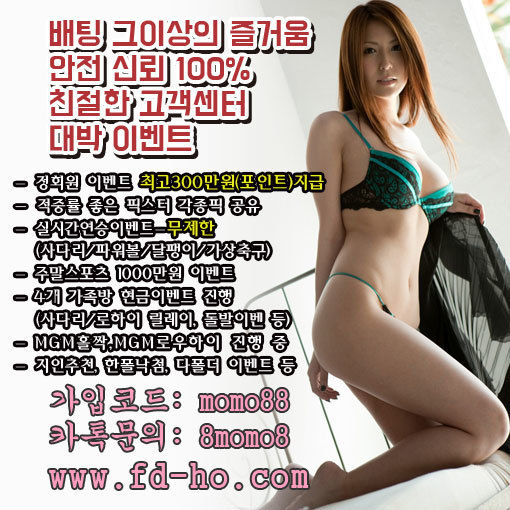 배팅 그이상의 즐거움
안전 신뢰 100%
친절한 고객센터
대박 이벤트
- 정회원 이벤트 최고300만원(포인트)지급
- 적중률 좋은 픽스터 각종픽 공유
- 실시간연승이벤트-무제한
(사다리/파워볼/달팽이/가상축구)
- 주말스포츠 1000만원 이벤트
- 4개 가족방 현금이벤트 진행
(사다리/로하이 릴레이, 돌발이벤 등)
- MGM홀짝,MGM로우하이 진행 중
- 지인추천, 한폴낙첨, 다폴더 이벤트 등
가입코드: momo88
카톡문의: 8momo8
www.fd-ho.com